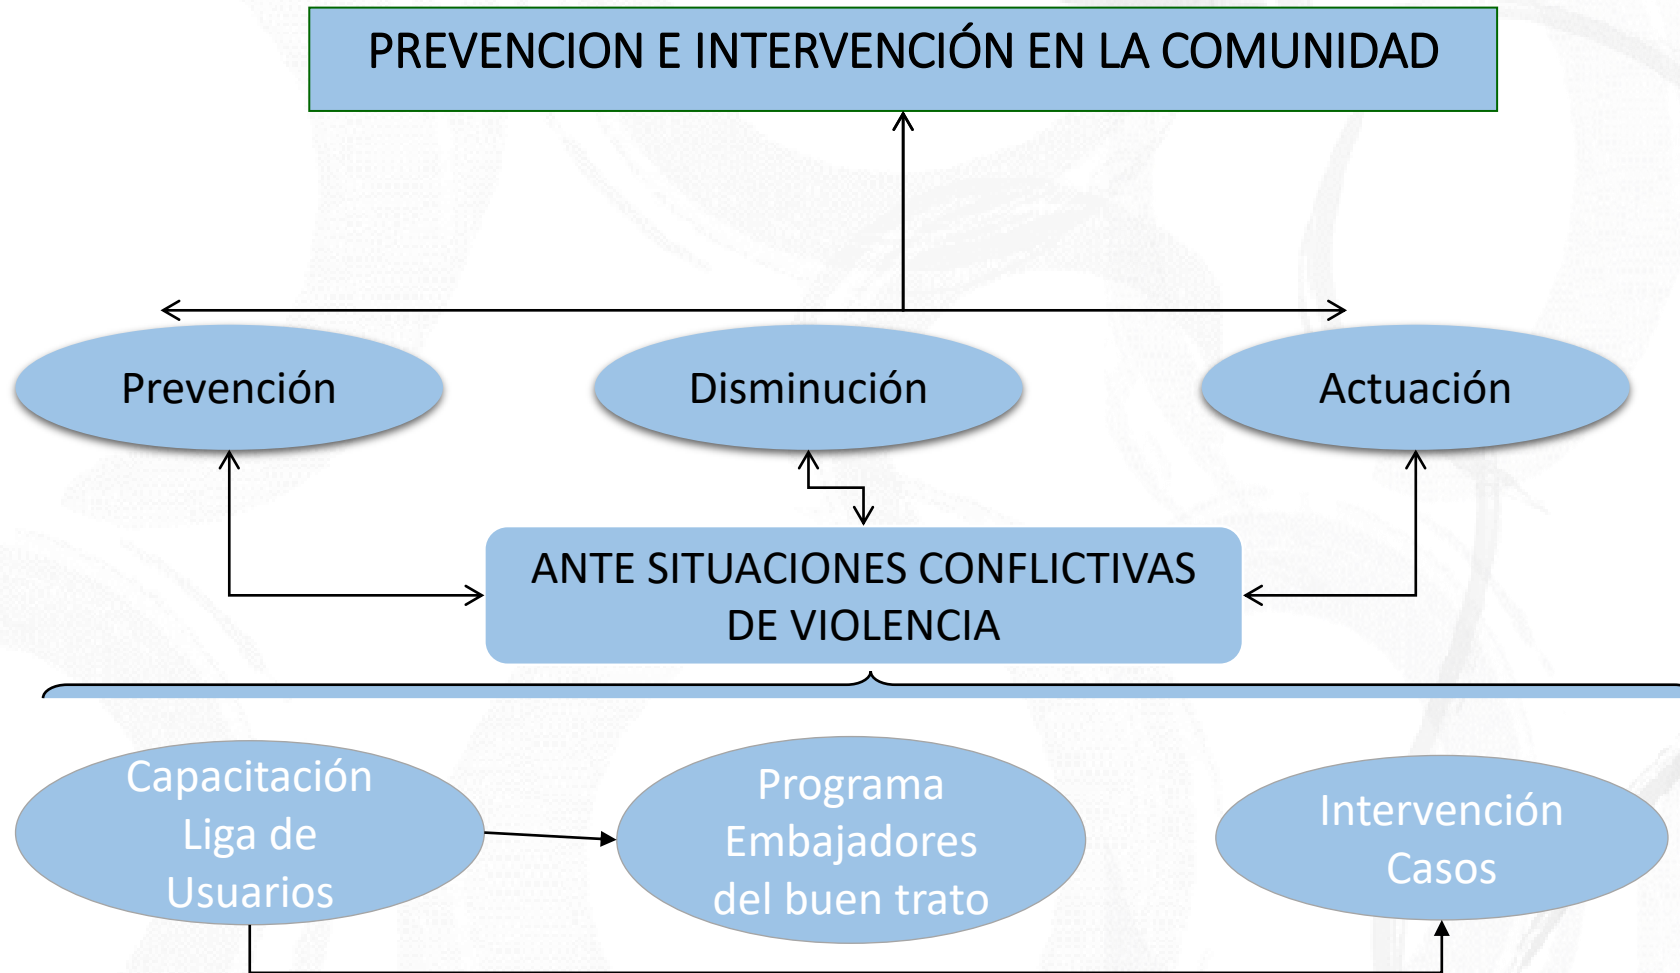 PREVENCION E INTERVENCIÓN EN LA COMUNIDAD
Prevención
Disminución
Actuación
ANTE SITUACIONES CONFLICTIVAS
DE VIOLENCIA
Capacitación
Liga de
Usuarios
Programa
Embajadores
del buen trato
Intervención
Casos